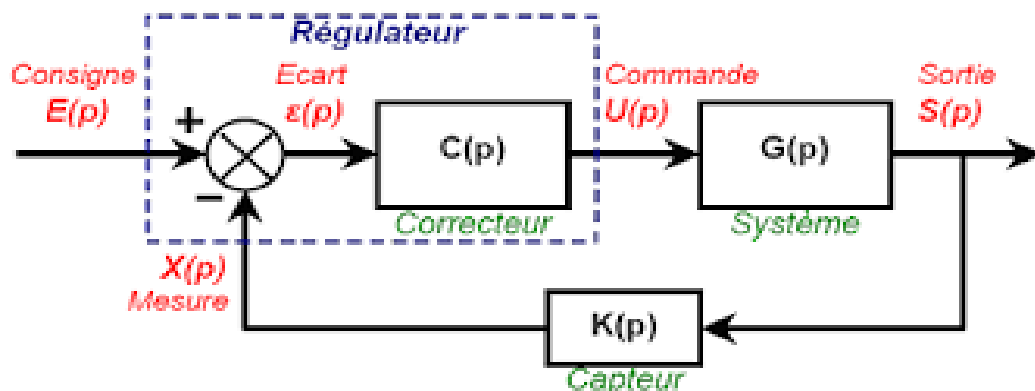 Régulateur
Consigne
E(p)
+
−
Ecart
ε(p)
C(p)
Correcteur
Commande
U(p)
G(p)
Système
Sortie
S(p)
X(p)
Mesure
K(p)
Capteur